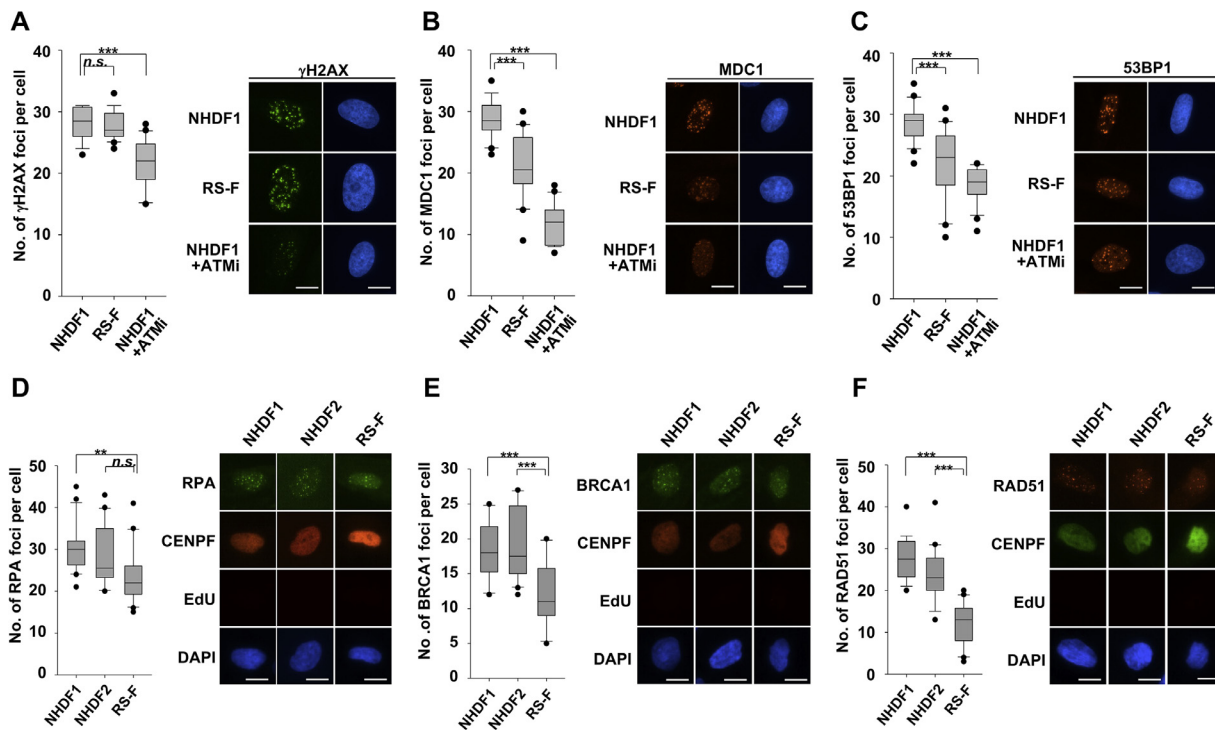 A
No. of γH2AX foci per cell
40
30
20
10
0
***
n.s.
NHDF1
RS-F
NHDF1
+ATMi
γH2AX
NHDF1
RS-F
NHDF1
+ATMi
B
No. of MDC1 foci per cell
40
30
20
10
0
***
***
NHDF1
RS-F
NHDF1
+ATMi
MDC1
NHDF1
RS-F
NHDF1
+ATMi
C
No. of 53BP1 foci per cell
40
30
20
10
0
***
***
NHDF1
RS-F
NHDF1
+ATMi
53BP1
NHDF1
RS-F
NHDF1
+ATMi
D
No. of RPA foci per cell
50
40
30
20
10
0
**
n.s.
NHDF1
NHDF2
RS-F
NHDF1
NHDF2
RS-F
RPA
CENPF
EdU
DAPI
E
No .of BRCA1 foci per cell
30
25
20
15
10
5
0
***
***
NHDF1
NHDF2
RS-F
NHDF1
NHDF2
RS-F
BRCA1
CENPF
EdU
DAPI
F
No. of RAD51 foci per cell
50
40
30
20
10
0
***
***
NHDF1
NHDF2
RS-F
NHDF1
NHDF2
RS-F
RAD51
CENPF
EdU
DAPI